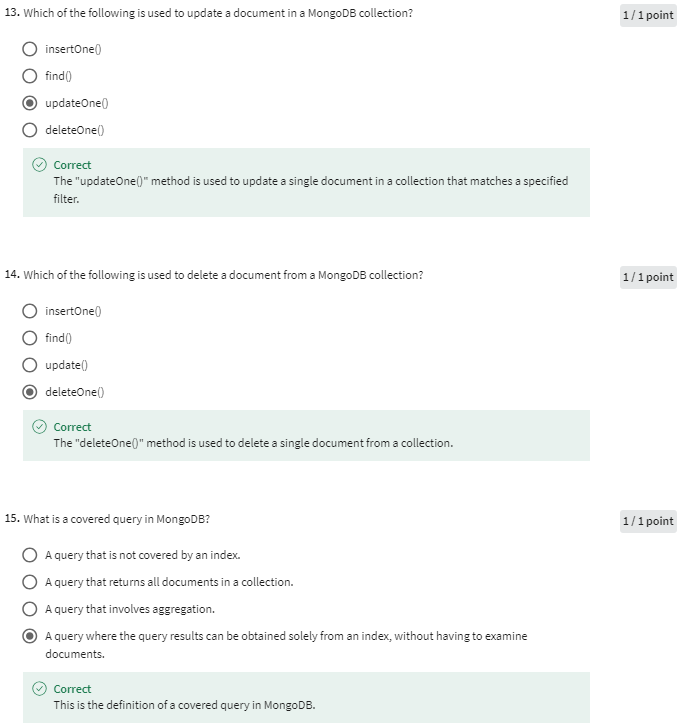 13. Which of the following is used to update a document in a MongoDB collection?
1 / 1 point
insertOne()
find()
updateOne()
deleteOne()
Correct
The "updateOne()" method is used to update a single document in a collection that matches a specified
filter.
14. Which of the following is used to delete a document from a MongoDB collection?
1 / 1 point
insertOne()
find()
update()
deleteOne()
Correct
The "deleteOne()" method is used to delete a single document from a collection.
15. What is a covered query in MongoDB?
1 / 1 point
A query that is not covered by an index.
A query that returns all documents in a collection.
A query that involves aggregation.
A query where the query results can be obtained solely from an index, without having to examine
documents.
Correct
This is the definition of a covered query in MongoDB.